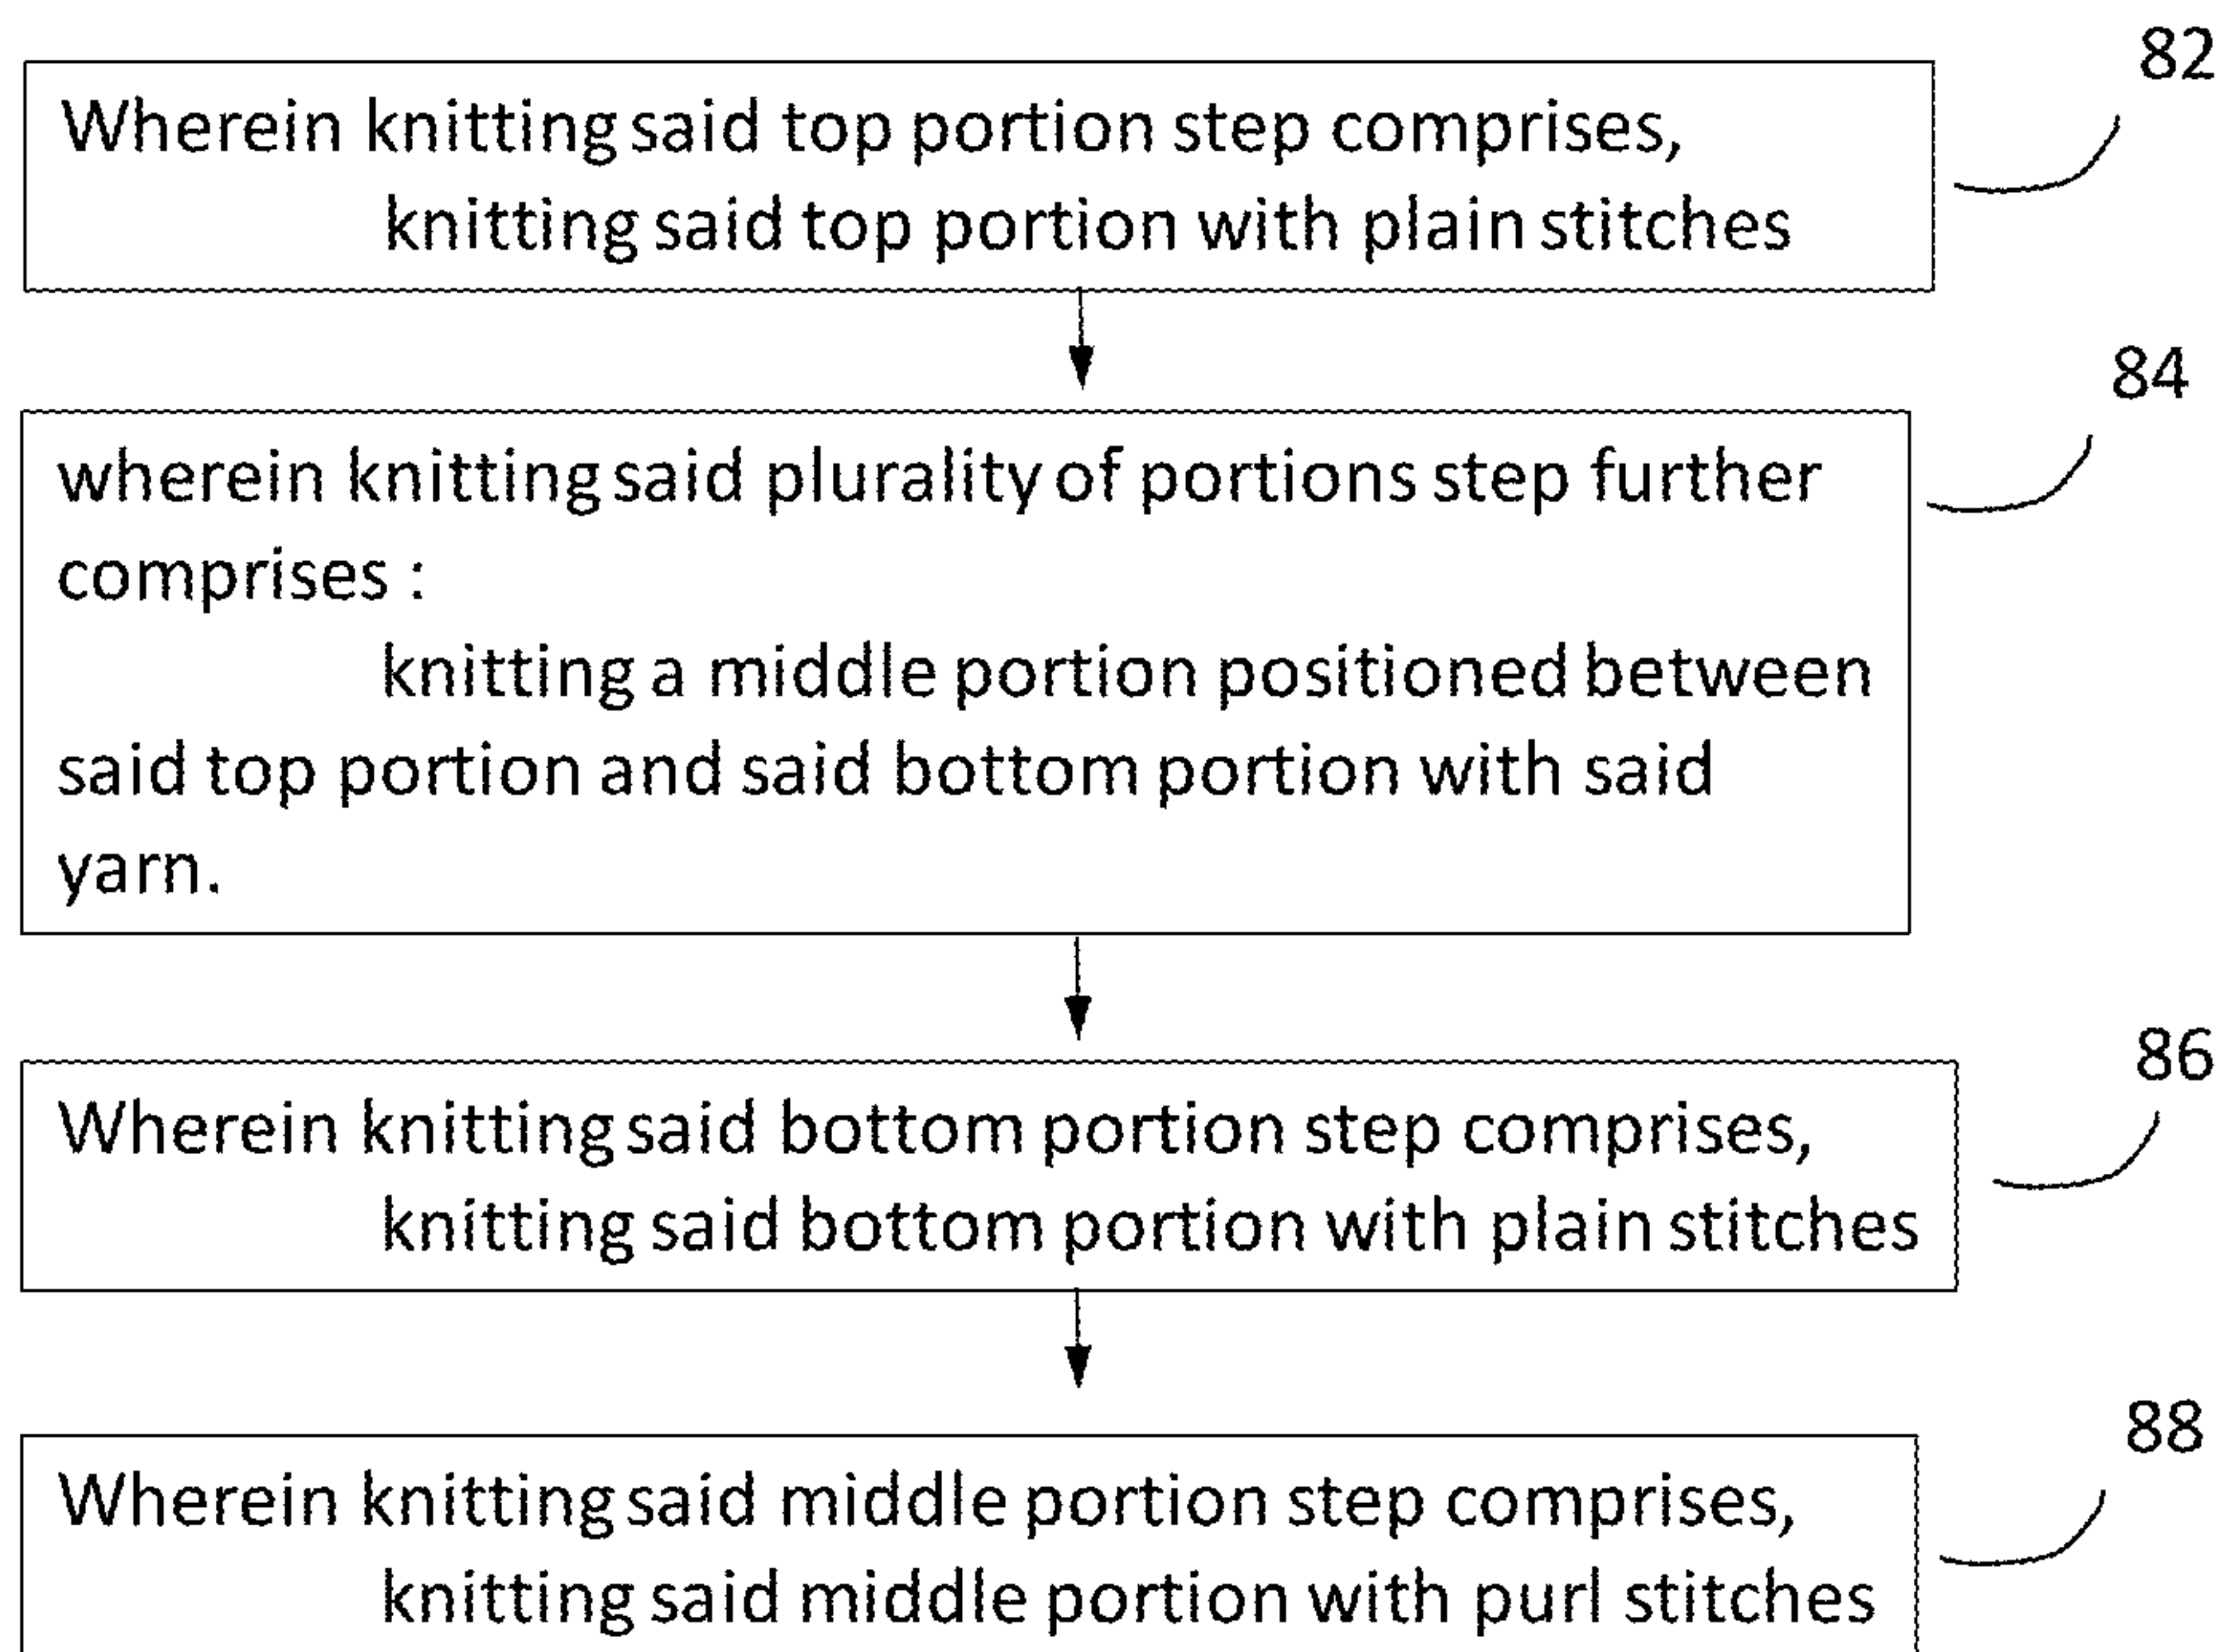 82
Wherein knitting said top portion step comprises,
knitting said top portion with plain stitches
84
wherein knitting said plurality of portions step further
comprises :
knitting a middle portion positioned between
said top portion and said bottom portion with said
yarn.
86
Wherein knitting said bottom portion step comprises,
knitting said bottom portion with plain stitches
88
Wherein knitting said middle portion step comprises,
knitting said middle portion with purl stitches